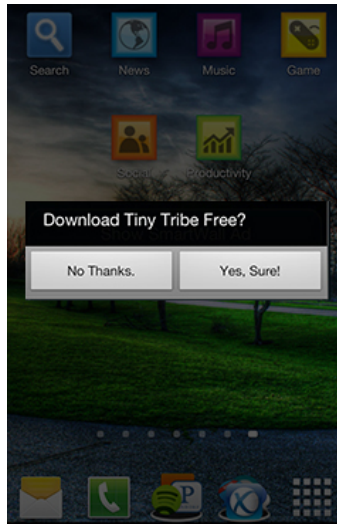 Search News Music Game
Social Productivity
Download Tiny Tribe Free?
No Thanks. Yes, Sure!
P